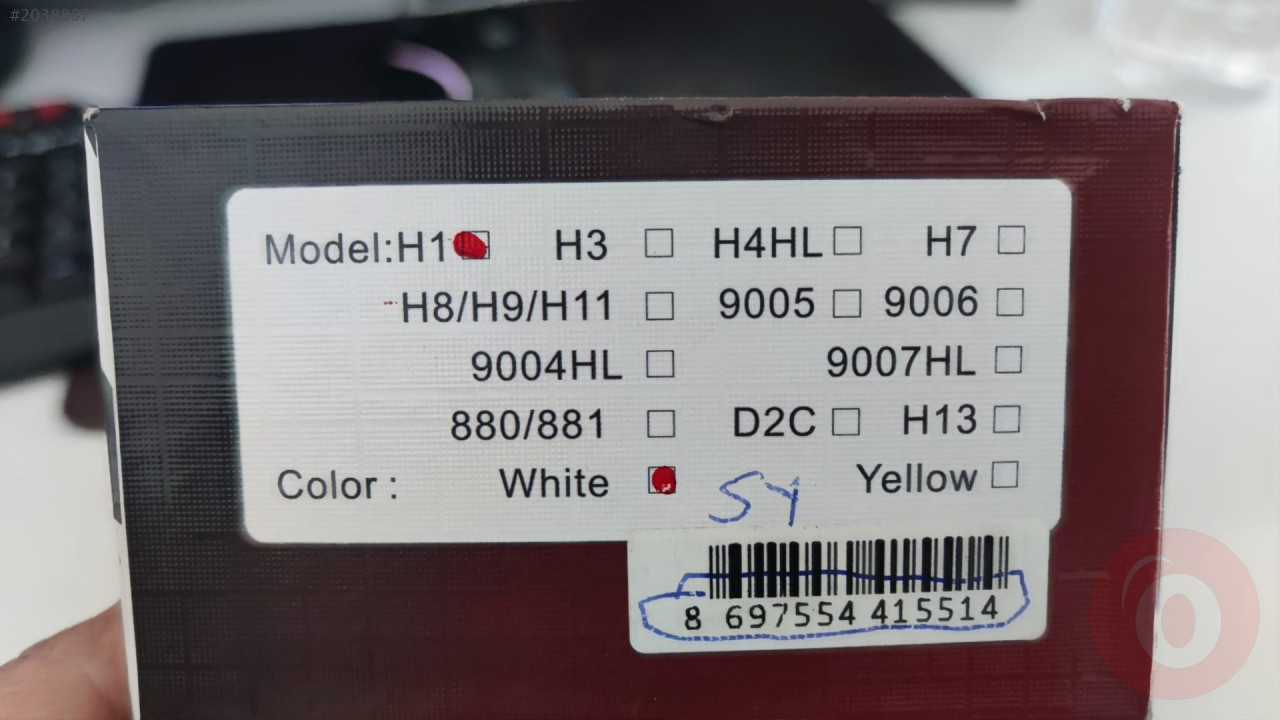 #2038807
Model:H1 H3 H4HL H7
H8/H9/H11 9005 9006
9004HL 9007HL
880/881 D2C H13
Color : White Yellow
SY
8 697554 415514